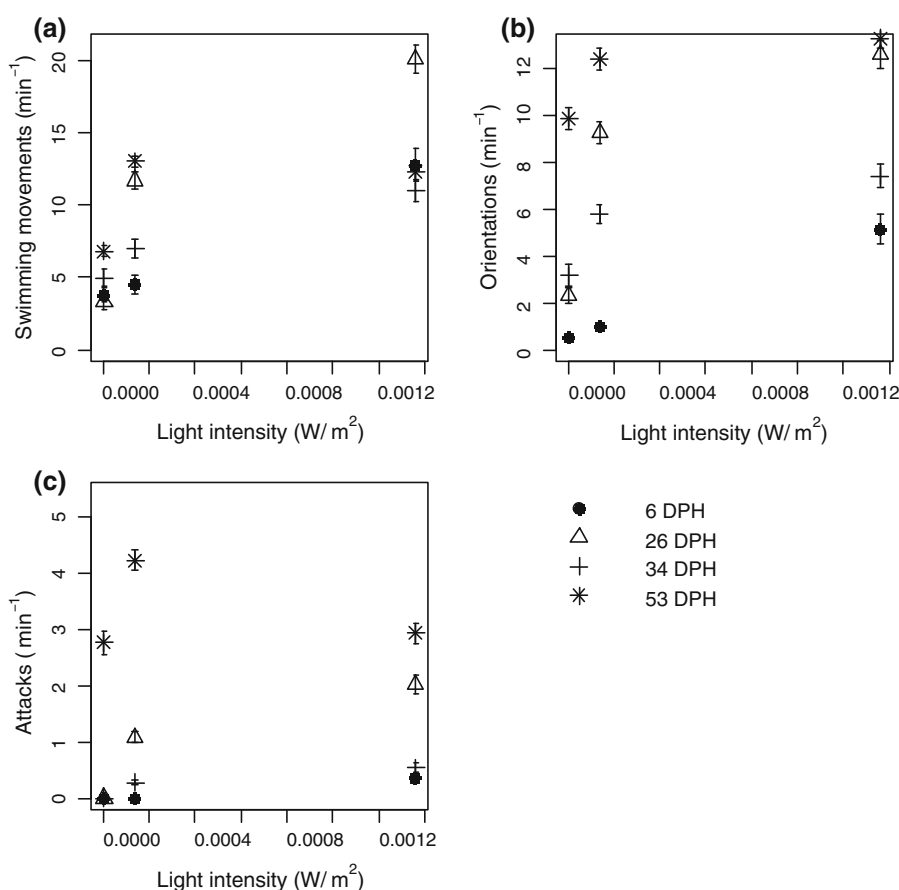 (a)
Swimming movements (min⁻¹)
20
15
10
5
0
0.0000 0.0004 0.0008 0.0012
Light intensity (W/ m²)
(b)
Orientations (min⁻¹)
12
10
8
6
4
2
0
0.0000 0.0004 0.0008 0.0012
Light intensity (W/ m²)
(c)
Attacks ( min⁻¹)
5
4
3
2
1
0
0.0000 0.0004 0.0008 0.0012
Light intensity (W/ m²)
6 DPH
26 DPH
34 DPH
53 DPH